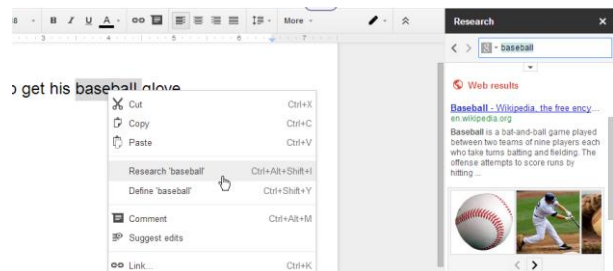 B I U A More
3 4 5 6 7
to get his baseball glove
Cut Ctrl+X
Copy Ctrl+C
Paste Ctrl+V
Research 'baseball' Ctrl+Alt+Shift+I
Define 'baseball' Ctrl+Shift+Y
Comment Ctrl+Alt+M
Suggest edits
Link... Ctrl+K
Research
baseball
Web results
Baseball - Wikipedia, the free ency...
en.wikipedia.org
Baseball is a bat-and-ball game played
between two teams of nine players each
who take turns batting and fielding. The
offense attempts to score runs by
hitting ...